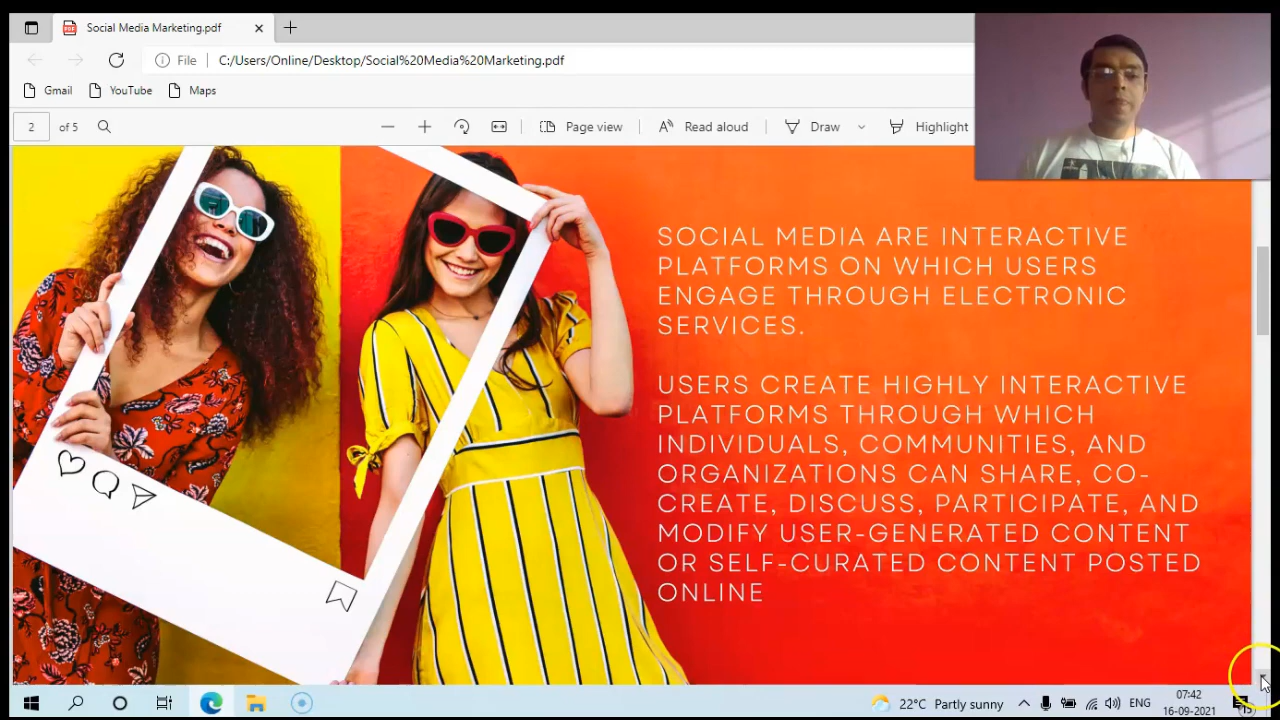 Social Media Marketing.pdf
File
C:/Users/Online/Desktop/Social%20Media%20Marketing.pdf
Gmail
YouTube
Maps
2 of 5
Page view
Read aloud
Draw
Highlight
SOCIAL MEDIA ARE INTERACTIVE
PLATFORMS ON WHICH USERS
ENGAGE THROUGH ELECTRONIC
SERVICES.
USERS CREATE HIGHLY INTERACTIVE
PLATFORMS THROUGH WHICH
INDIVIDUALS, COMMUNITIES, AND
ORGANIZATIONS CAN SHARE, CO-
CREATE, DISCUSS, PARTICIPATE, AND
MODIFY USER-GENERATED CONTENT
OR SELF-CURATED CONTENT POSTED
ONLINE
22°C Partly sunny
ENG
07:42
16-09-2021